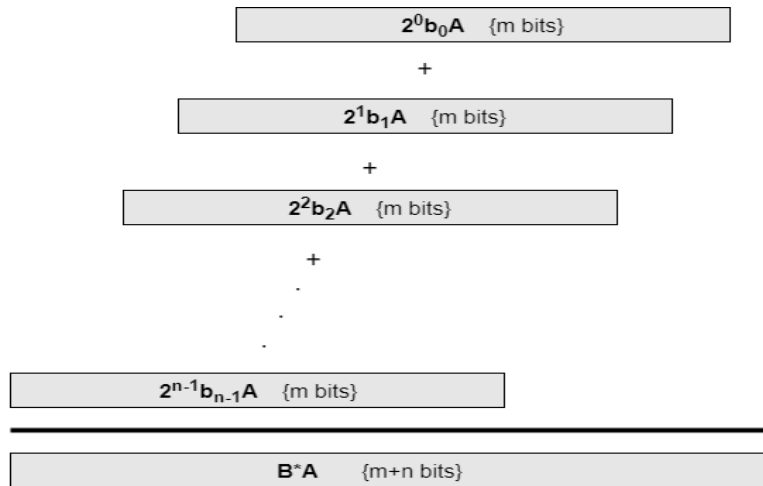 2⁰b₀A {m bits}
+
2¹b₁A {m bits}
+
2²b₂A {m bits}
+
.
.
.
2ⁿ⁻¹bₙ₋₁A {m bits}
B*A {m+n bits}